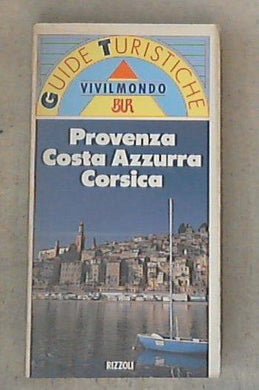 GUIDE TURISTICHE
VIVILMONDO
BUR
Provenza
Costa Azzurra
Corsica
RIZZOLI